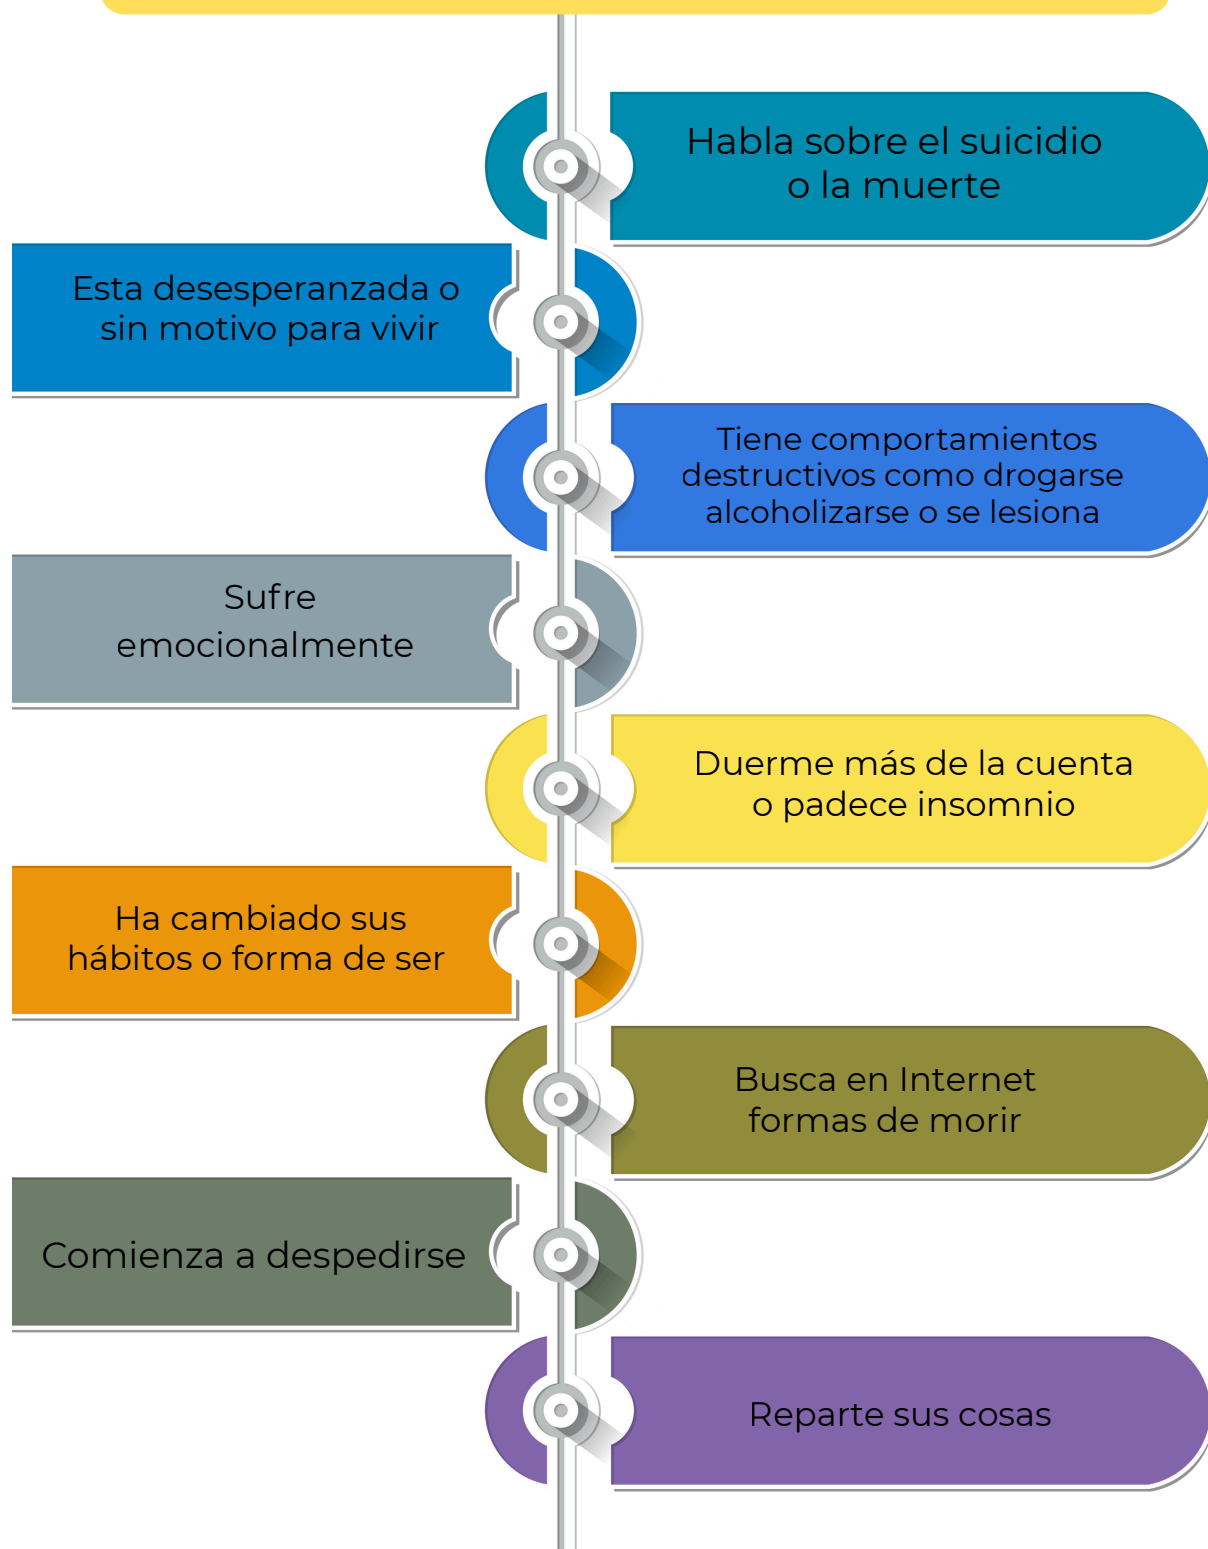 Habla sobre el suicidio
o la muerte
Esta desesperanzada o
sin motivo para vivir
Tiene comportamientos
destructivos como drogarse
alcoholizarse o se lesiona
Sufre
emocionalmente
Duerme más de la cuenta
o padece insomnio
Ha cambiado sus
hábitos o forma de ser
Busca en Internet
formas de morir
Comienza a despedirse
Reparte sus cosas